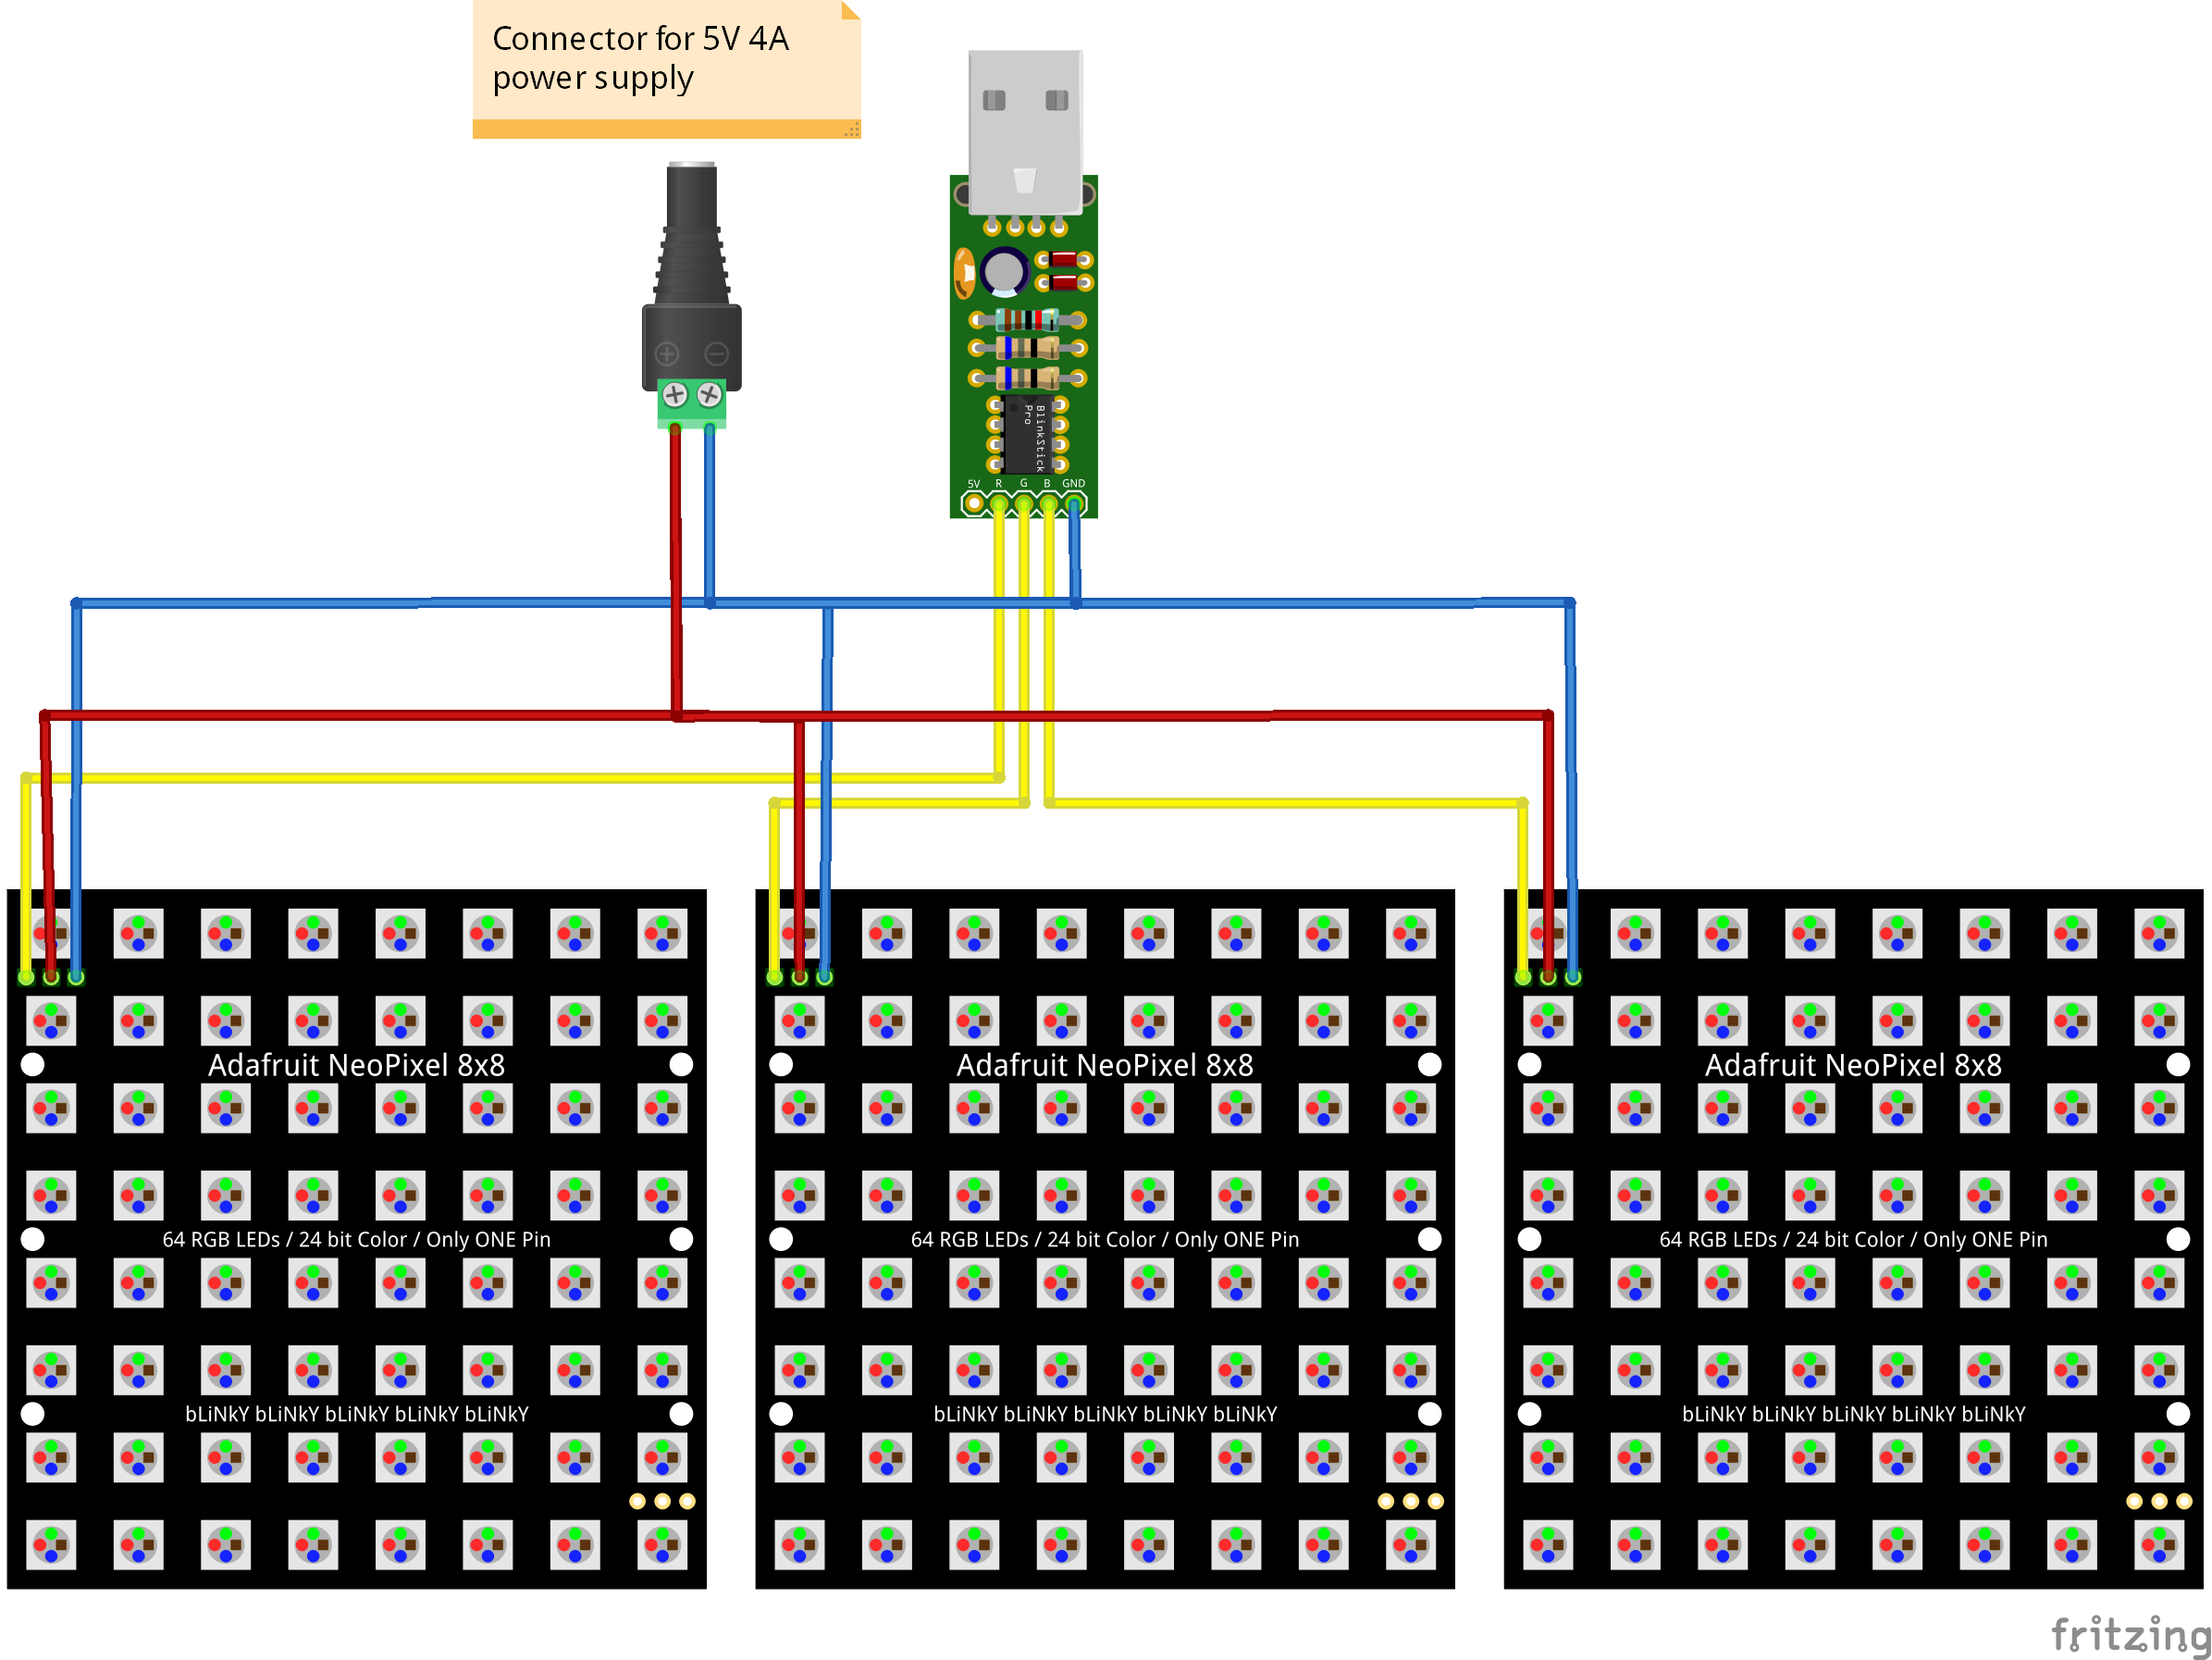 Connector for 5V 4A
power supply
BlinkStick
Pro
5V R G B GND
Adafruit NeoPixel 8x8
64 RGB LEDs / 24 bit Color / Only ONE Pin
bLiNkY bLiNkY bLiNkY bLiNkY bLiNkY
Adafruit NeoPixel 8x8
64 RGB LEDs / 24 bit Color / Only ONE Pin
bLiNkY bLiNkY bLiNkY bLiNkY bLiNkY
Adafruit NeoPixel 8x8
64 RGB LEDs / 24 bit Color / Only ONE Pin
bLiNkY bLiNkY bLiNkY bLiNkY bLiNkY
fritzing